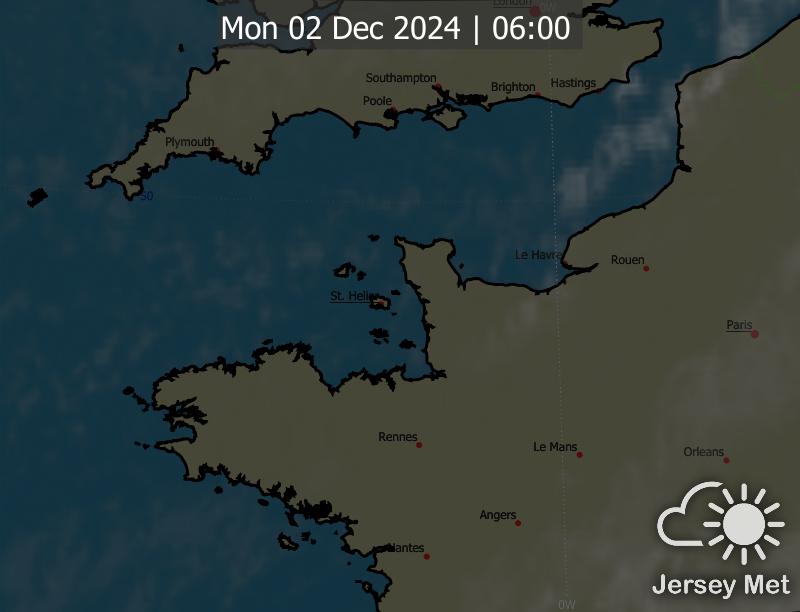 London
0W
Mon 02 Dec 2024 | 06:00
Southampton
Brighton
Hastings
Poole
Plymouth
50
Le Havre
Rouen
St. Helier
Paris
Rennes
Le Mans
Orleans
Angers
Nantes
Jersey Met
0W